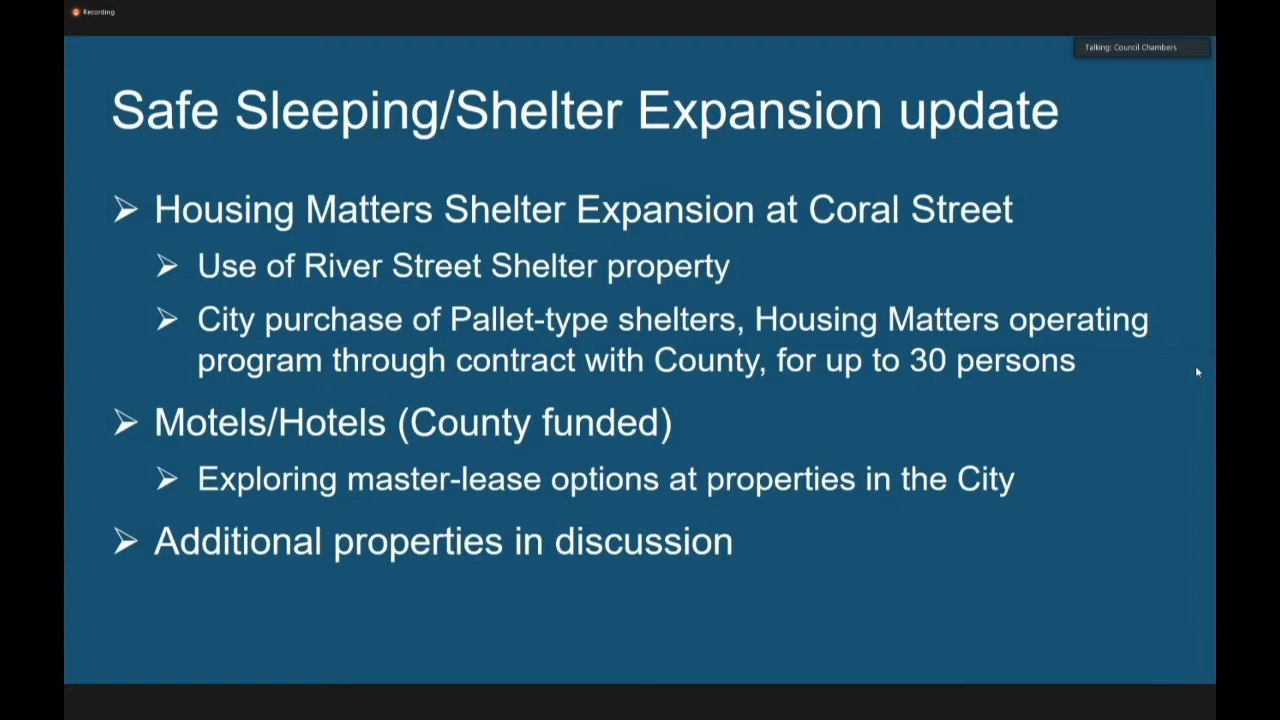 Recording
Talking: Council Chambers
Safe Sleeping/Shelter Expansion update
Housing Matters Shelter Expansion at Coral Street
Use of River Street Shelter property
City purchase of Pallet-type shelters, Housing Matters operating
program through contract with County, for up to 30 persons
Motels/Hotels (County funded)
Exploring master-lease options at properties in the City
Additional properties in discussion